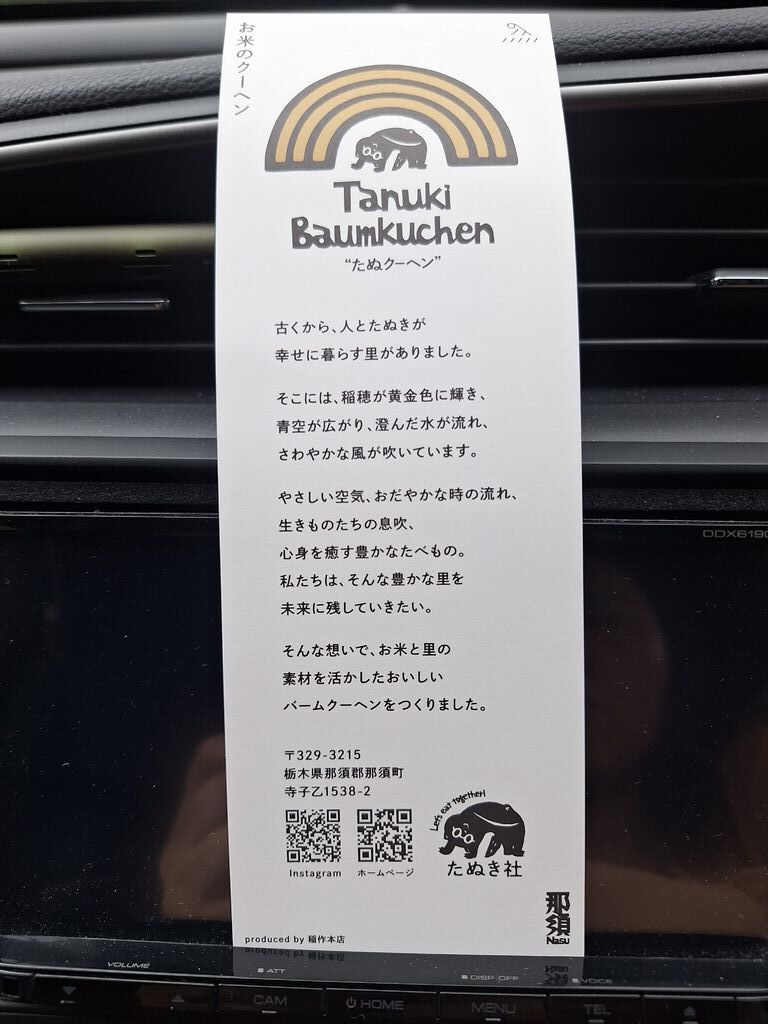 お米のクーヘン
Tanuki
Baumkuchen
“たぬクーヘン”
古くから、人とたぬきが
幸せに暮らす里がありました。
そこには、稲穂が黄金色に輝き、
青空が広がり、澄んだ水が流れ、
さわやかな風が吹いています。
やさしい空気、おだやかな時の流れ、
生きものたちの息吹、
心身を癒す豊かなたべもの。
私たちは、そんな豊かな里を
未来に残していきたい。
そんな想いで、お米と里の
素材を活かしたおいしい
バームクーヘンをつくりました。
〒329-3215
栃木県那須郡那須町
寺子乙1538-2
Instagram
ホームページ
Let's eat together!
たぬき社
那須
Nasu
produced by 稲作本店
DDX6190
VOLUME
ATT
DISP OFF
VOICE
CAM
HOME
MENU
TEL